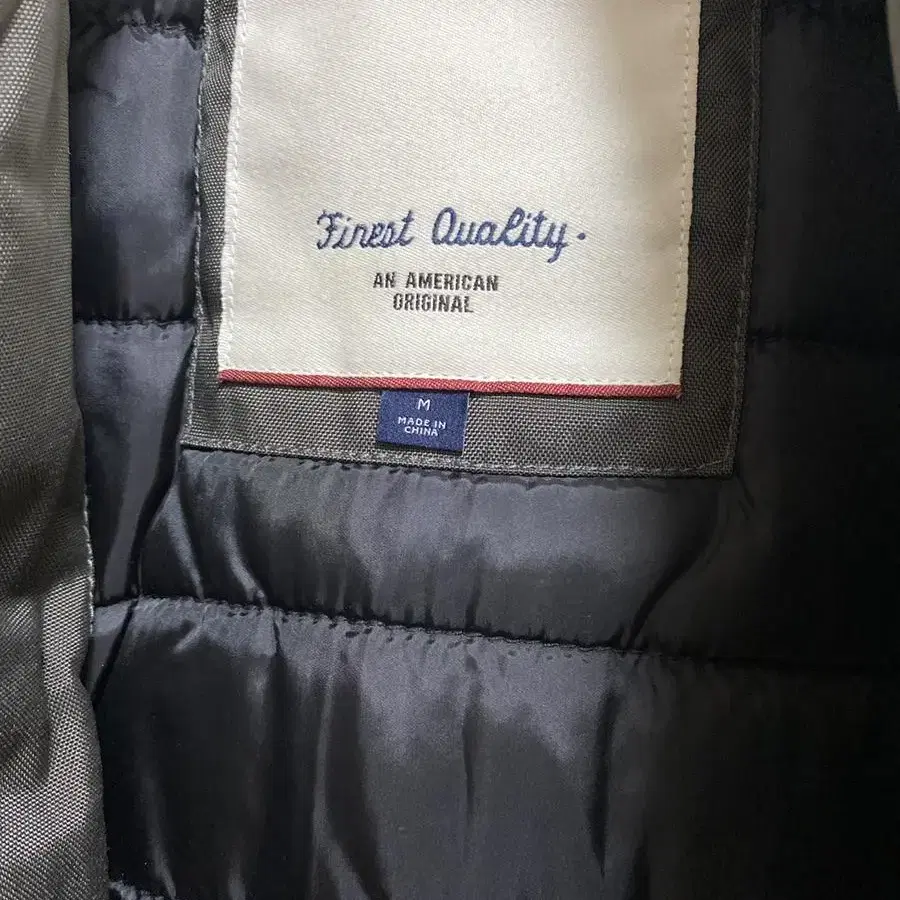 Finest Quality.
AN AMERICAN
ORIGINAL
M
MADE IN
CHINA